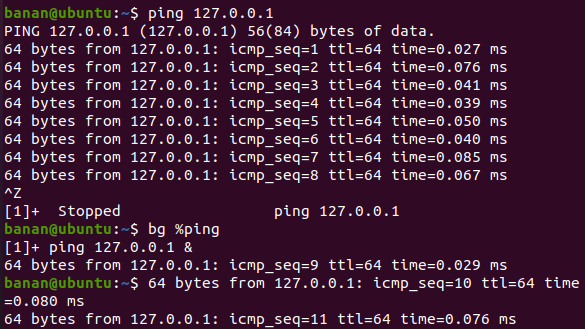 banan@ubuntu:~$ ping 127.0.0.1
PING 127.0.0.1 (127.0.0.1) 56(84) bytes of data.
64 bytes from 127.0.0.1: icmp_seq=1 ttl=64 time=0.027 ms
64 bytes from 127.0.0.1: icmp_seq=2 ttl=64 time=0.076 ms
64 bytes from 127.0.0.1: icmp_seq=3 ttl=64 time=0.041 ms
64 bytes from 127.0.0.1: icmp_seq=4 ttl=64 time=0.039 ms
64 bytes from 127.0.0.1: icmp_seq=5 ttl=64 time=0.050 ms
64 bytes from 127.0.0.1: icmp_seq=6 ttl=64 time=0.040 ms
64 bytes from 127.0.0.1: icmp_seq=7 ttl=64 time=0.085 ms
64 bytes from 127.0.0.1: icmp_seq=8 ttl=64 time=0.067 ms
^Z
[1]+  Stopped                 ping 127.0.0.1
banan@ubuntu:~$ bg %ping
[1]+ ping 127.0.0.1 &
64 bytes from 127.0.0.1: icmp_seq=9 ttl=64 time=0.029 ms
banan@ubuntu:~$ 64 bytes from 127.0.0.1: icmp_seq=10 ttl=64 time
=0.080 ms
64 bytes from 127.0.0.1: icmp_seq=11 ttl=64 time=0.076 ms